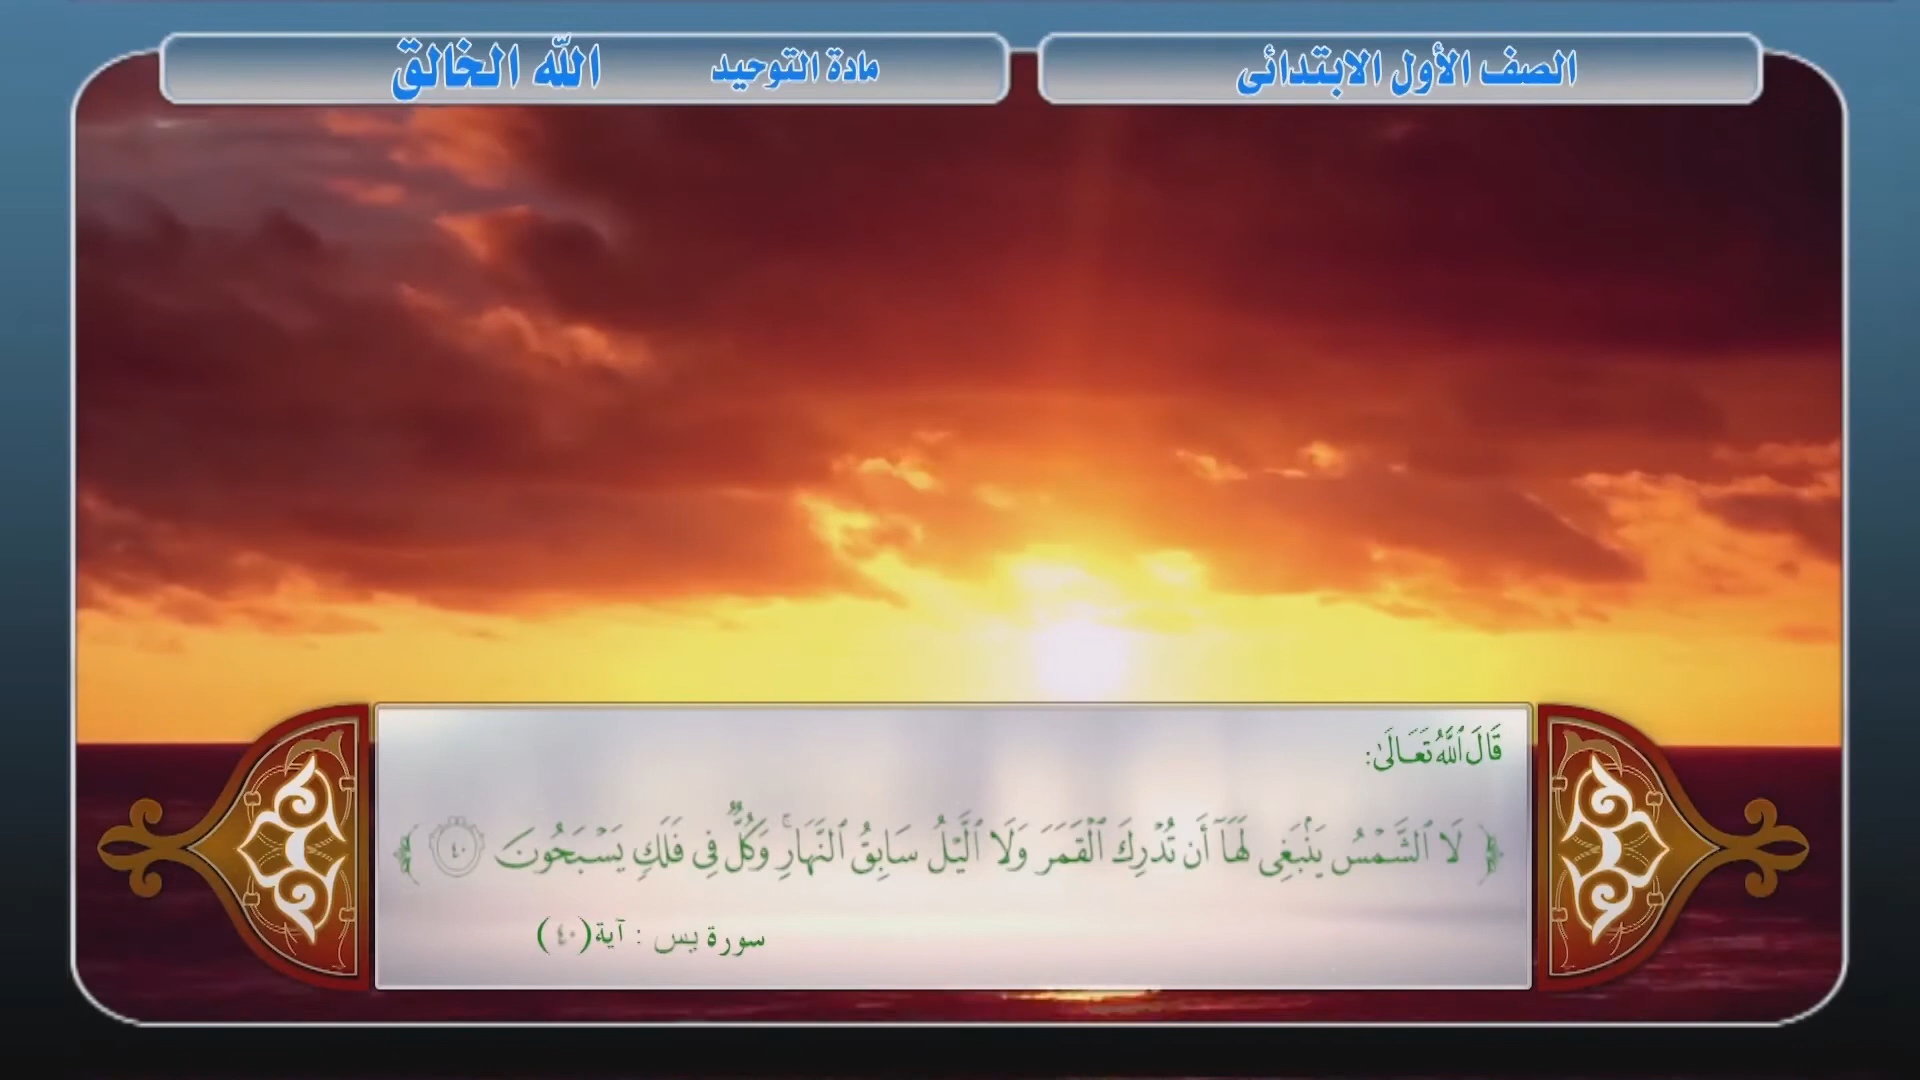 الصف الأول الابتدائى
مادة التوحيد
الله الخالق
قَالَ ٱللَّهُ تَعَالَىٰ:
﴿ لَا ٱلشَّمْسُ يَنۢبَغِى لَهَآ أَن تُدْرِكَ ٱلْقَمَرَ وَلَا ٱلَّيْلُ سَابِقُ ٱلنَّهَارِ ۚ وَكُلٌّ فِى فَلَكٍ يَسْبَحُونَ ٤٠ ﴾
سورة يس : آية (٤٠)